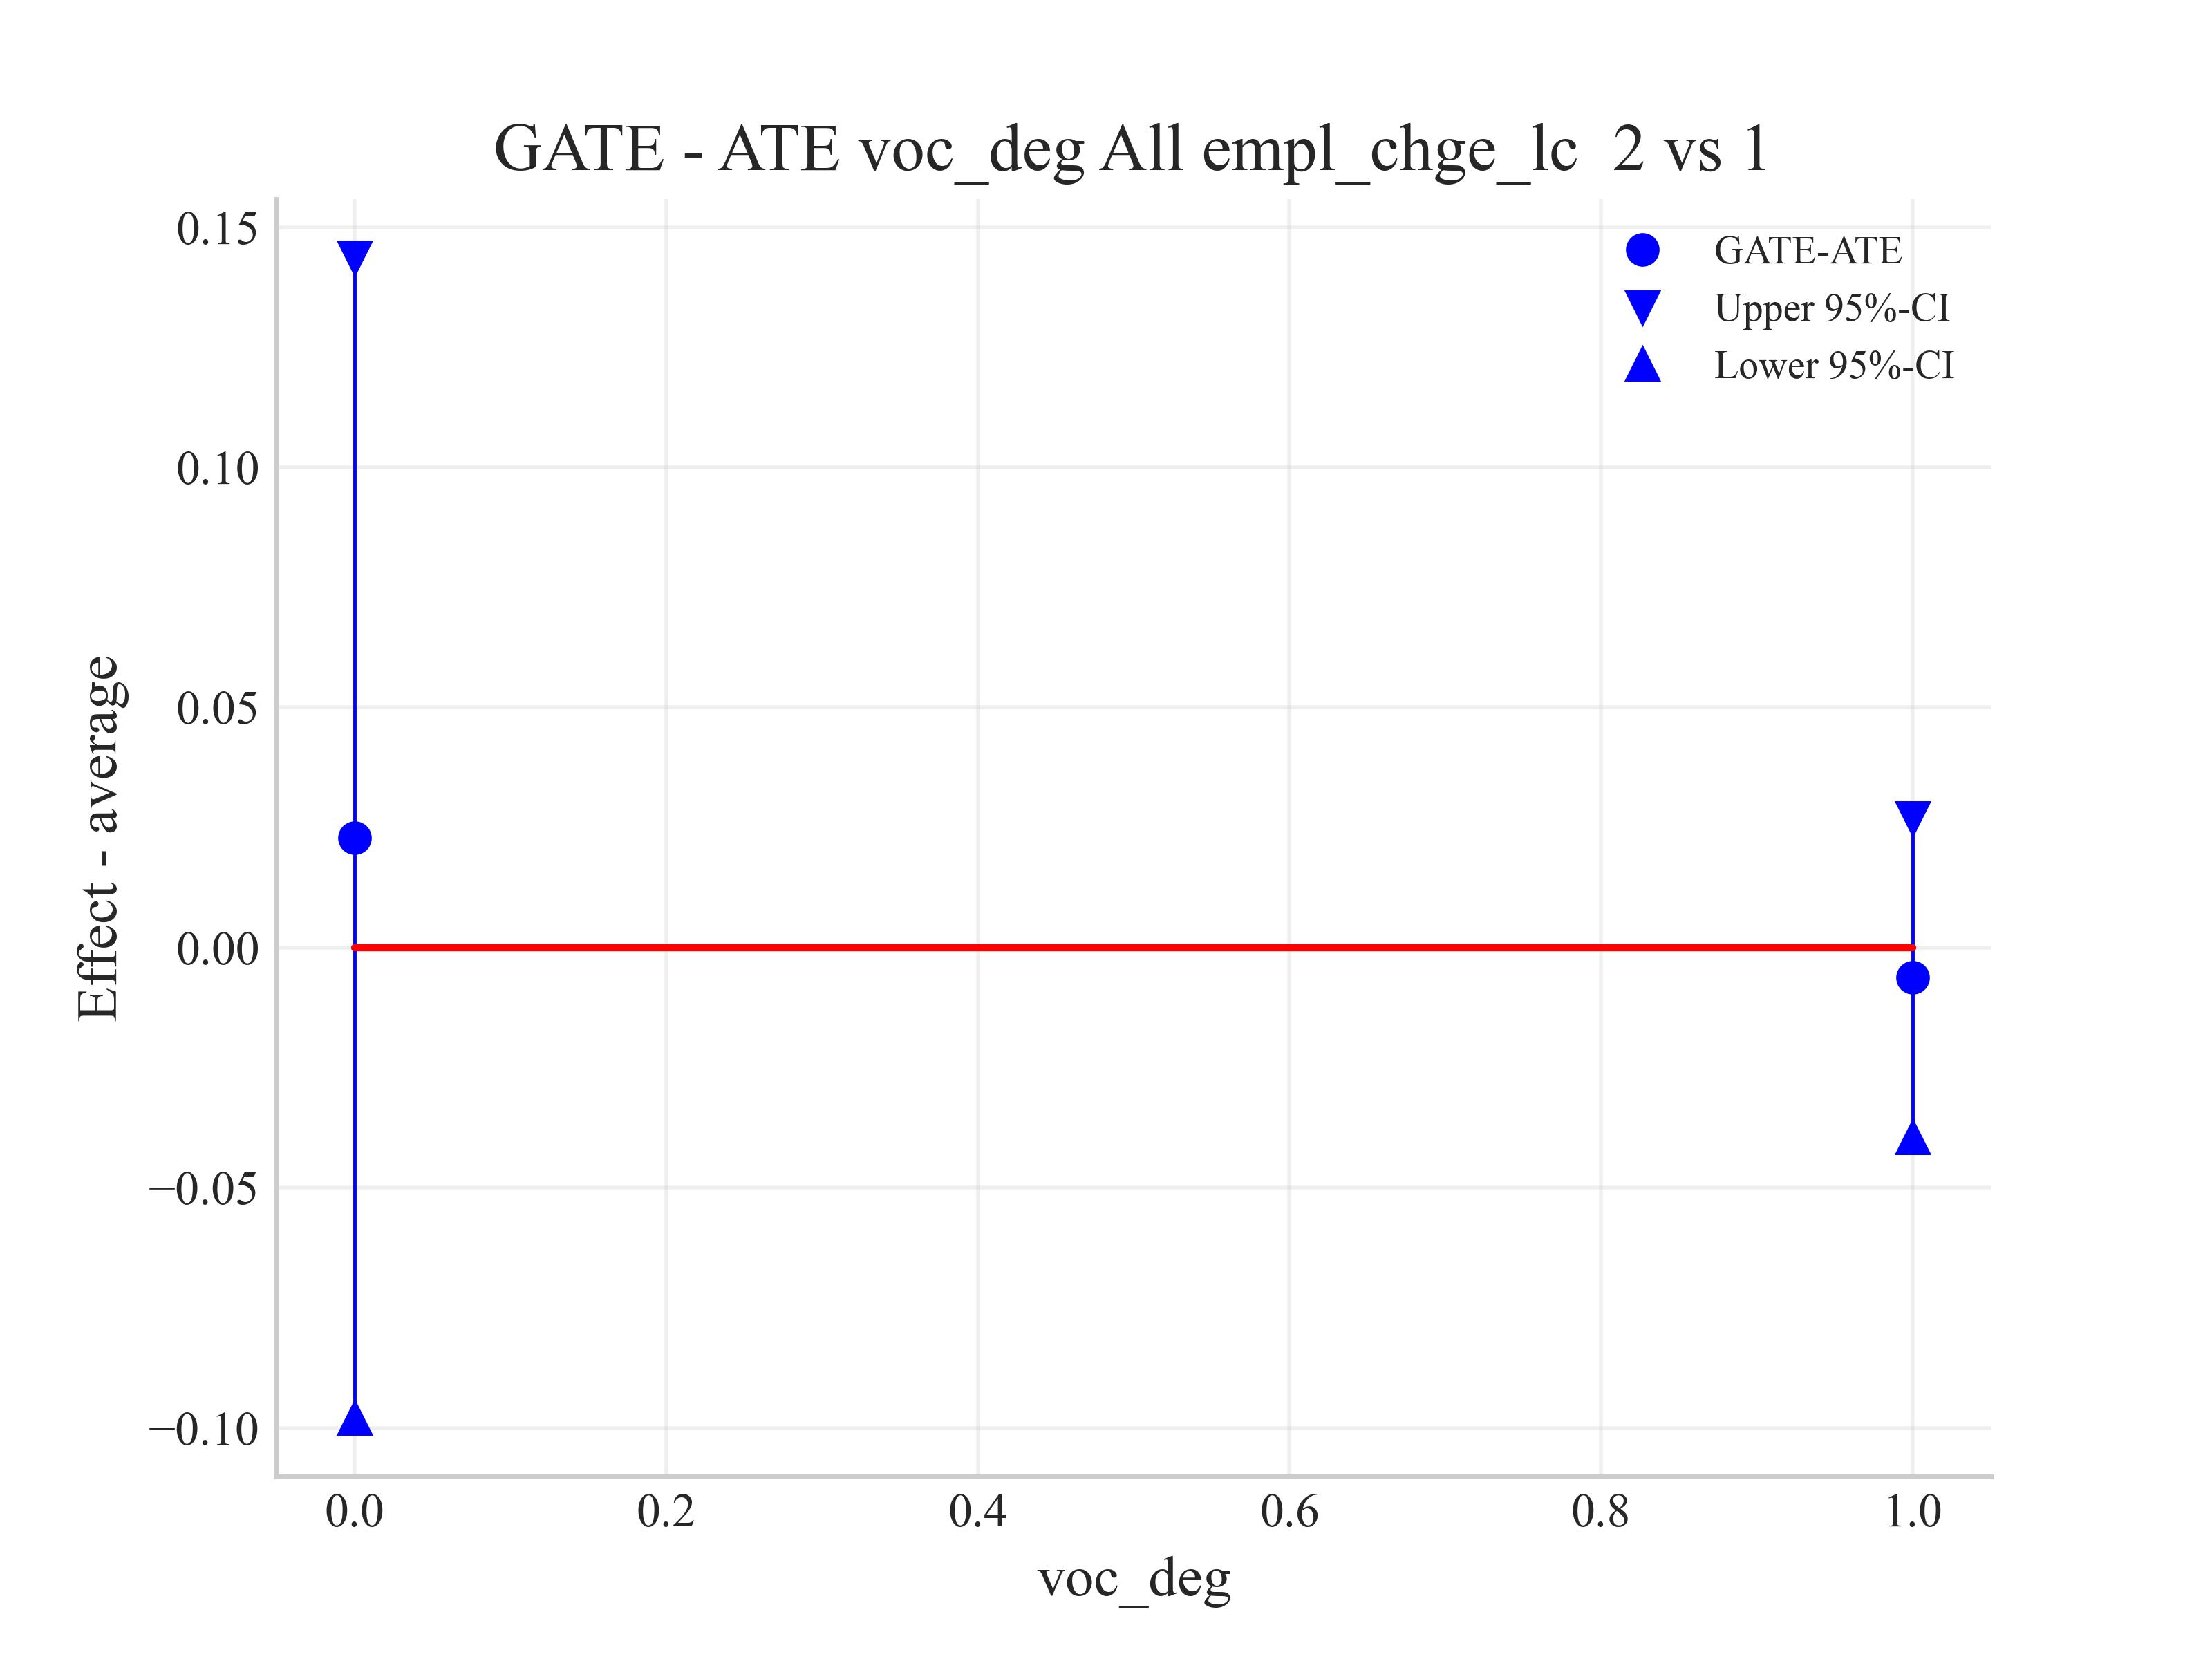 GATE - ATE voc_deg All empl_chge_lc  2 vs 1
GATE-ATE
Upper 95%-CI
Lower 95%-CI
Effect - average
0.15
0.10
0.05
0.00
−0.05
−0.10
0.0 0.2 0.4 0.6 0.8 1.0
voc_deg